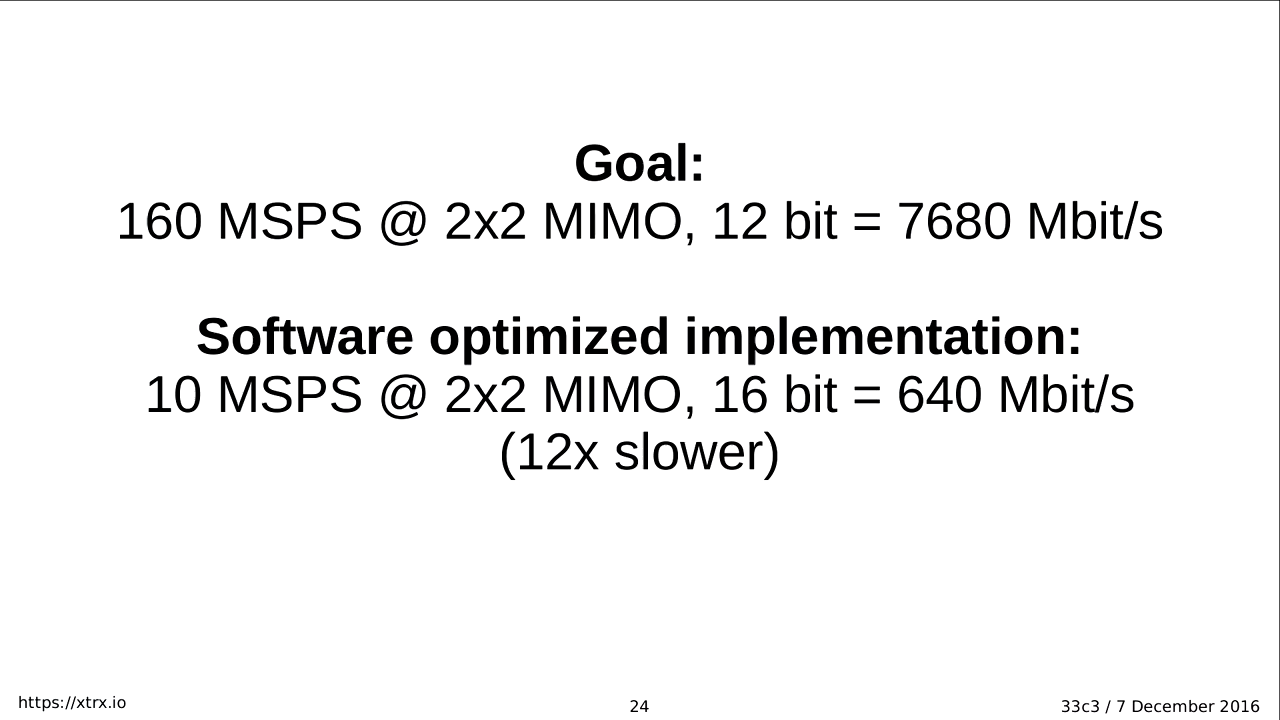 Goal:
160 MSPS @ 2x2 MIMO, 12 bit = 7680 Mbit/s
Software optimized implementation:
10 MSPS @ 2x2 MIMO, 16 bit = 640 Mbit/s
(12x slower)
https://xtrx.io
24
33c3 / 7 December 2016